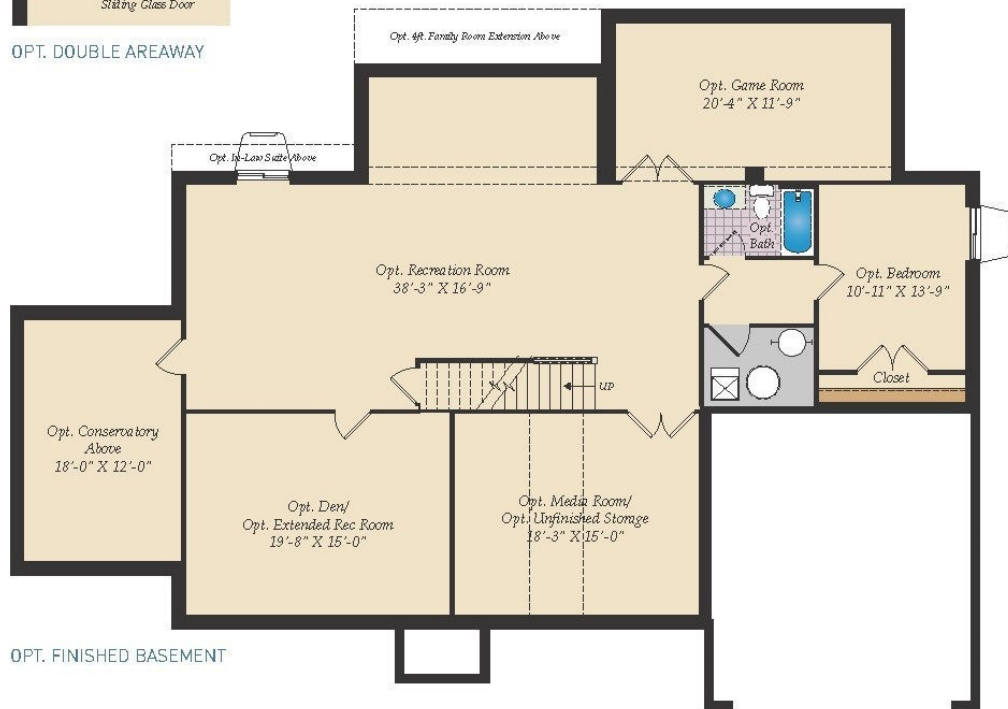 Sliding Glass Door
OPT. DOUBLE AREAWAY
Opt. 4ft. Family Room Extension Above
Opt. Game Room
20'-4" X 11'-9"
Opt. In-Law Suite Above
Opt.
Bath
Opt. Recreation Room
38'-3" X 16'-9"
Opt. Bedroom
10'-11" X 13'-9"
UP
Closet
Opt. Conservatory
Above
18'-0" X 12'-0"
Opt. Den/
Opt. Extended Rec Room
19'-8" X 15'-0"
Opt. Media Room/
Opt. Unfinished Storage
18'-3" X 15'-0"
OPT. FINISHED BASEMENT